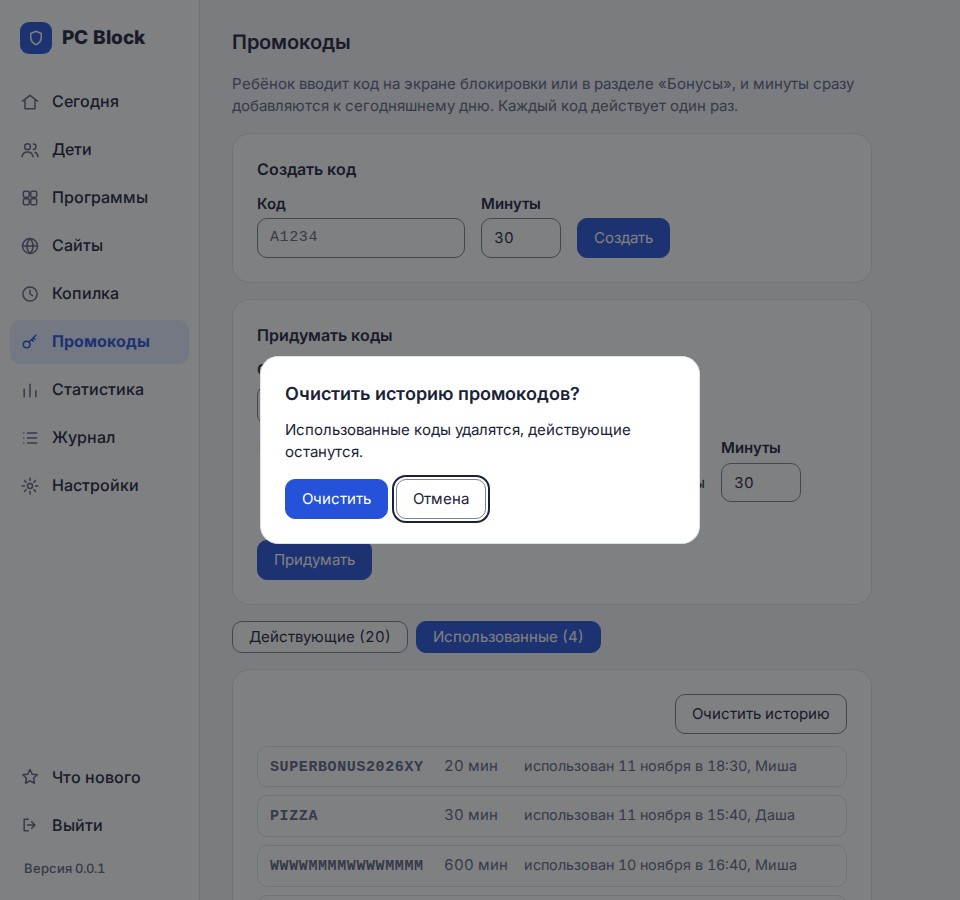 PC Block
Сегодня
Дети
Программы
Сайты
Копилка
Промокоды
Статистика
Журнал
Настройки
Что нового
Выйти
Версия 0.0.1
Промокоды
Ребёнок вводит код на экране блокировки или в разделе «Бонусы», и минуты сразу
добавляются к сегодняшнему дню. Каждый код действует один раз.
Создать код
Код
Минуты
A1234
30
Создать
Придумать коды
Очистить историю промокодов?
Использованные коды удалятся, действующие
останутся.
Очистить
Отмена
Минуты
30
Придумать
Действующие (20)
Использованные (4)
Очистить историю
SUPERBONUS2026XY 20 мин использован 11 ноября в 18:30, Миша
PIZZA 30 мин использован 11 ноября в 15:40, Даша
WWWWMMMMWWWWMMMM 600 мин использован 10 ноября в 16:40, Миша